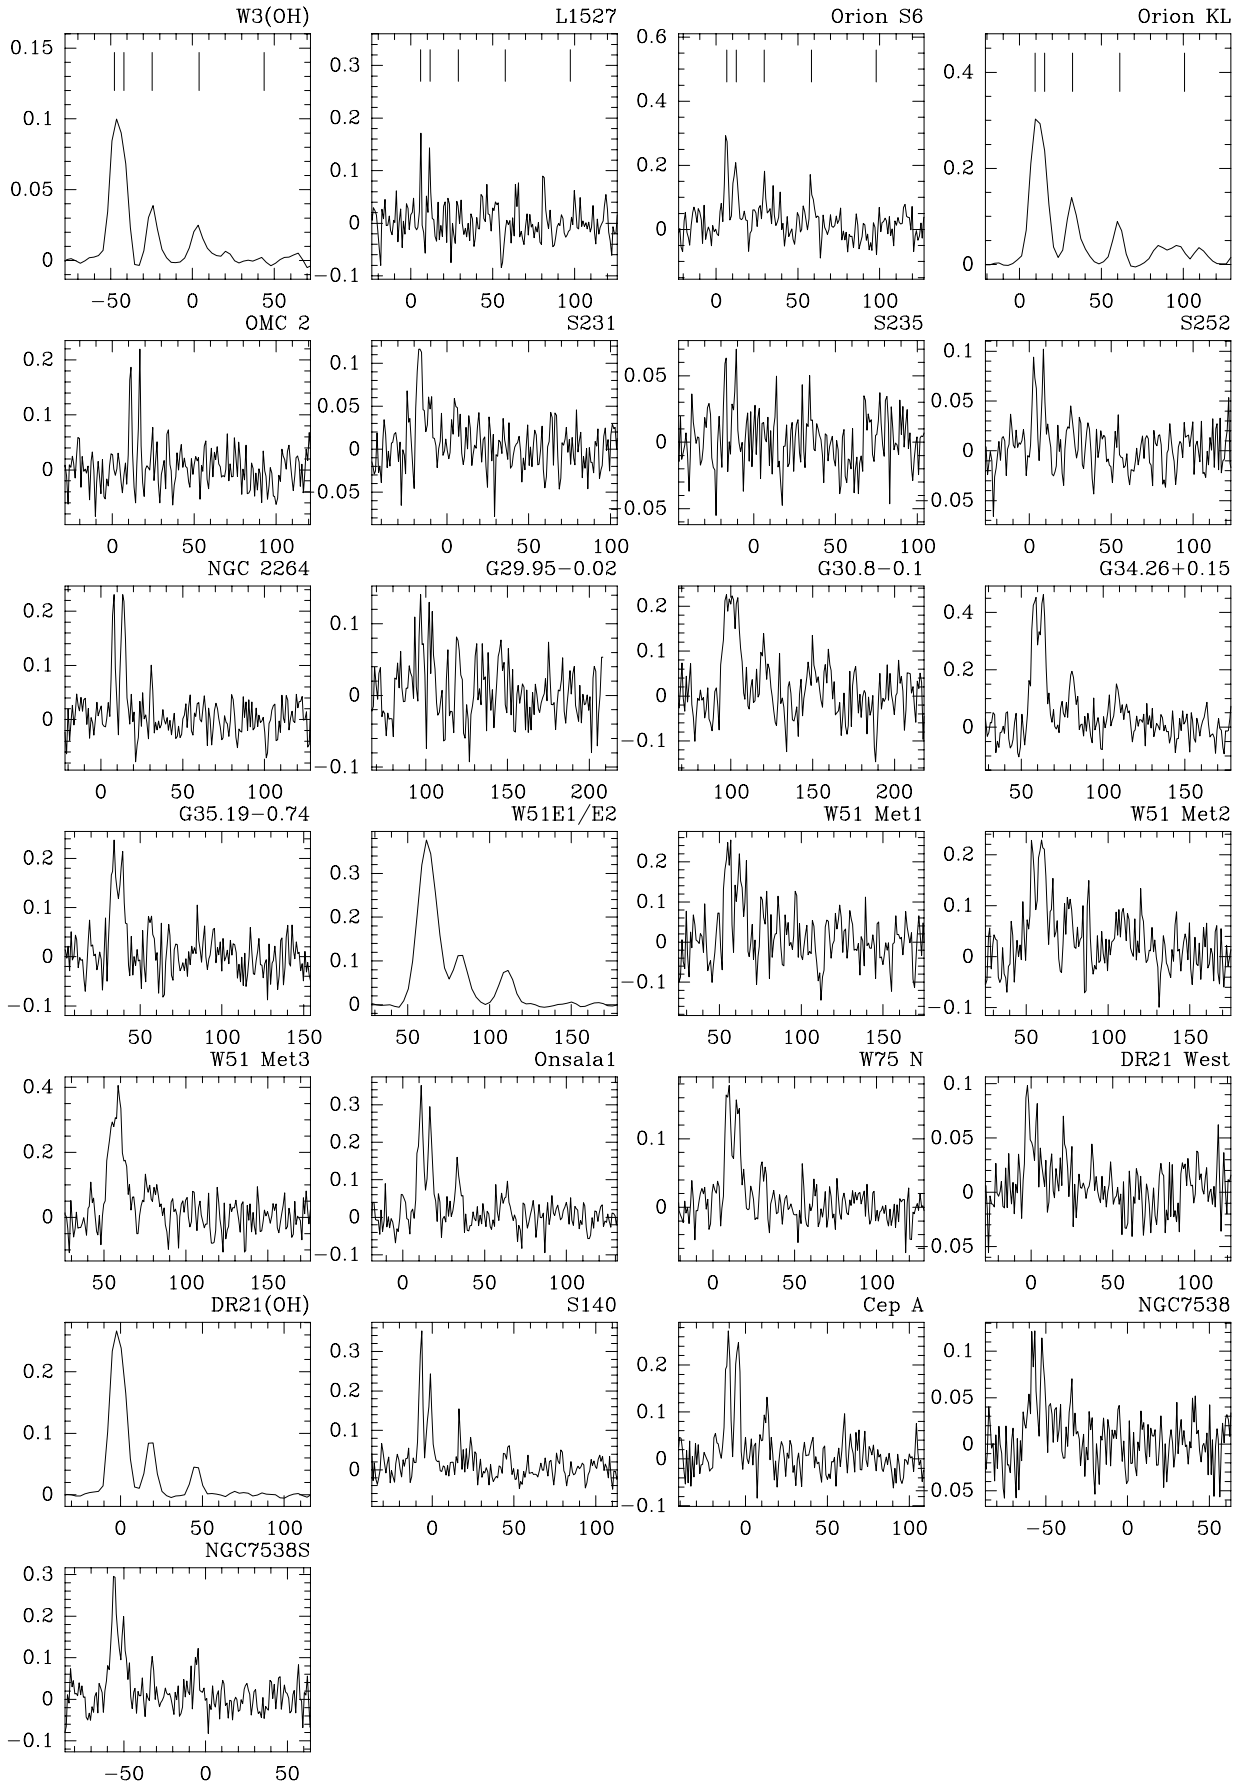 W3(OH)
0.15
0.1
0.05
0
−50 0 50
L1527
0.3
0.2
0.1
0
−0.1
0 50 100
Orion S6
0.6
0.4
0.2
0
0 50 100
Orion KL
0.4
0.2
0
0 50 100
OMC 2
0.2
0.1
0
0 50 100
S231
0.1
0.05
0
0.05
0 50 100
S235
0.05
0
0.05
0 50 100
S252
0.1
0.05
0
−0.05
0 50 100
NGC 2264
0.2
0.1
0
0 50 100
G29.95−0.02
0.1
0
−0.1
100 150 200
G30.8−0.1
0.2
0.1
0
−0.1
100 150 200
G34.26+0.15
0.4
0.2
0
50 100 150
G35.19−0.74
0.2
0.1
0
−0.1
50 100 150
W51E1/E2
0.3
0.2
0.1
0
50 100 150
W51 Met1
0.2
0.1
0
−0.1
50 100 150
W51 Met2
0.2
0.1
0
−0.1
50 100 150
W51 Met3
0.4
0.2
0
50 100 150
Onsala1
0.3
0.2
0.1
0
−0.1
0 50 100
W75 N
0.1
0
0 50 100
DR21 West
0.1
0.05
0
−0.05
0 50 100
DR21(OH)
0.2
0.1
0
0 50 100
S140
0.3
0.2
0.1
0
0 50 100
Cep A
0.2
0.1
0
−0.1
0 50 100
NGC7538
0.1
0.05
0
−0.05
−50 0 50
NGC7538S
0.3
0.2
0.1
0
−0.1
−50 0 50